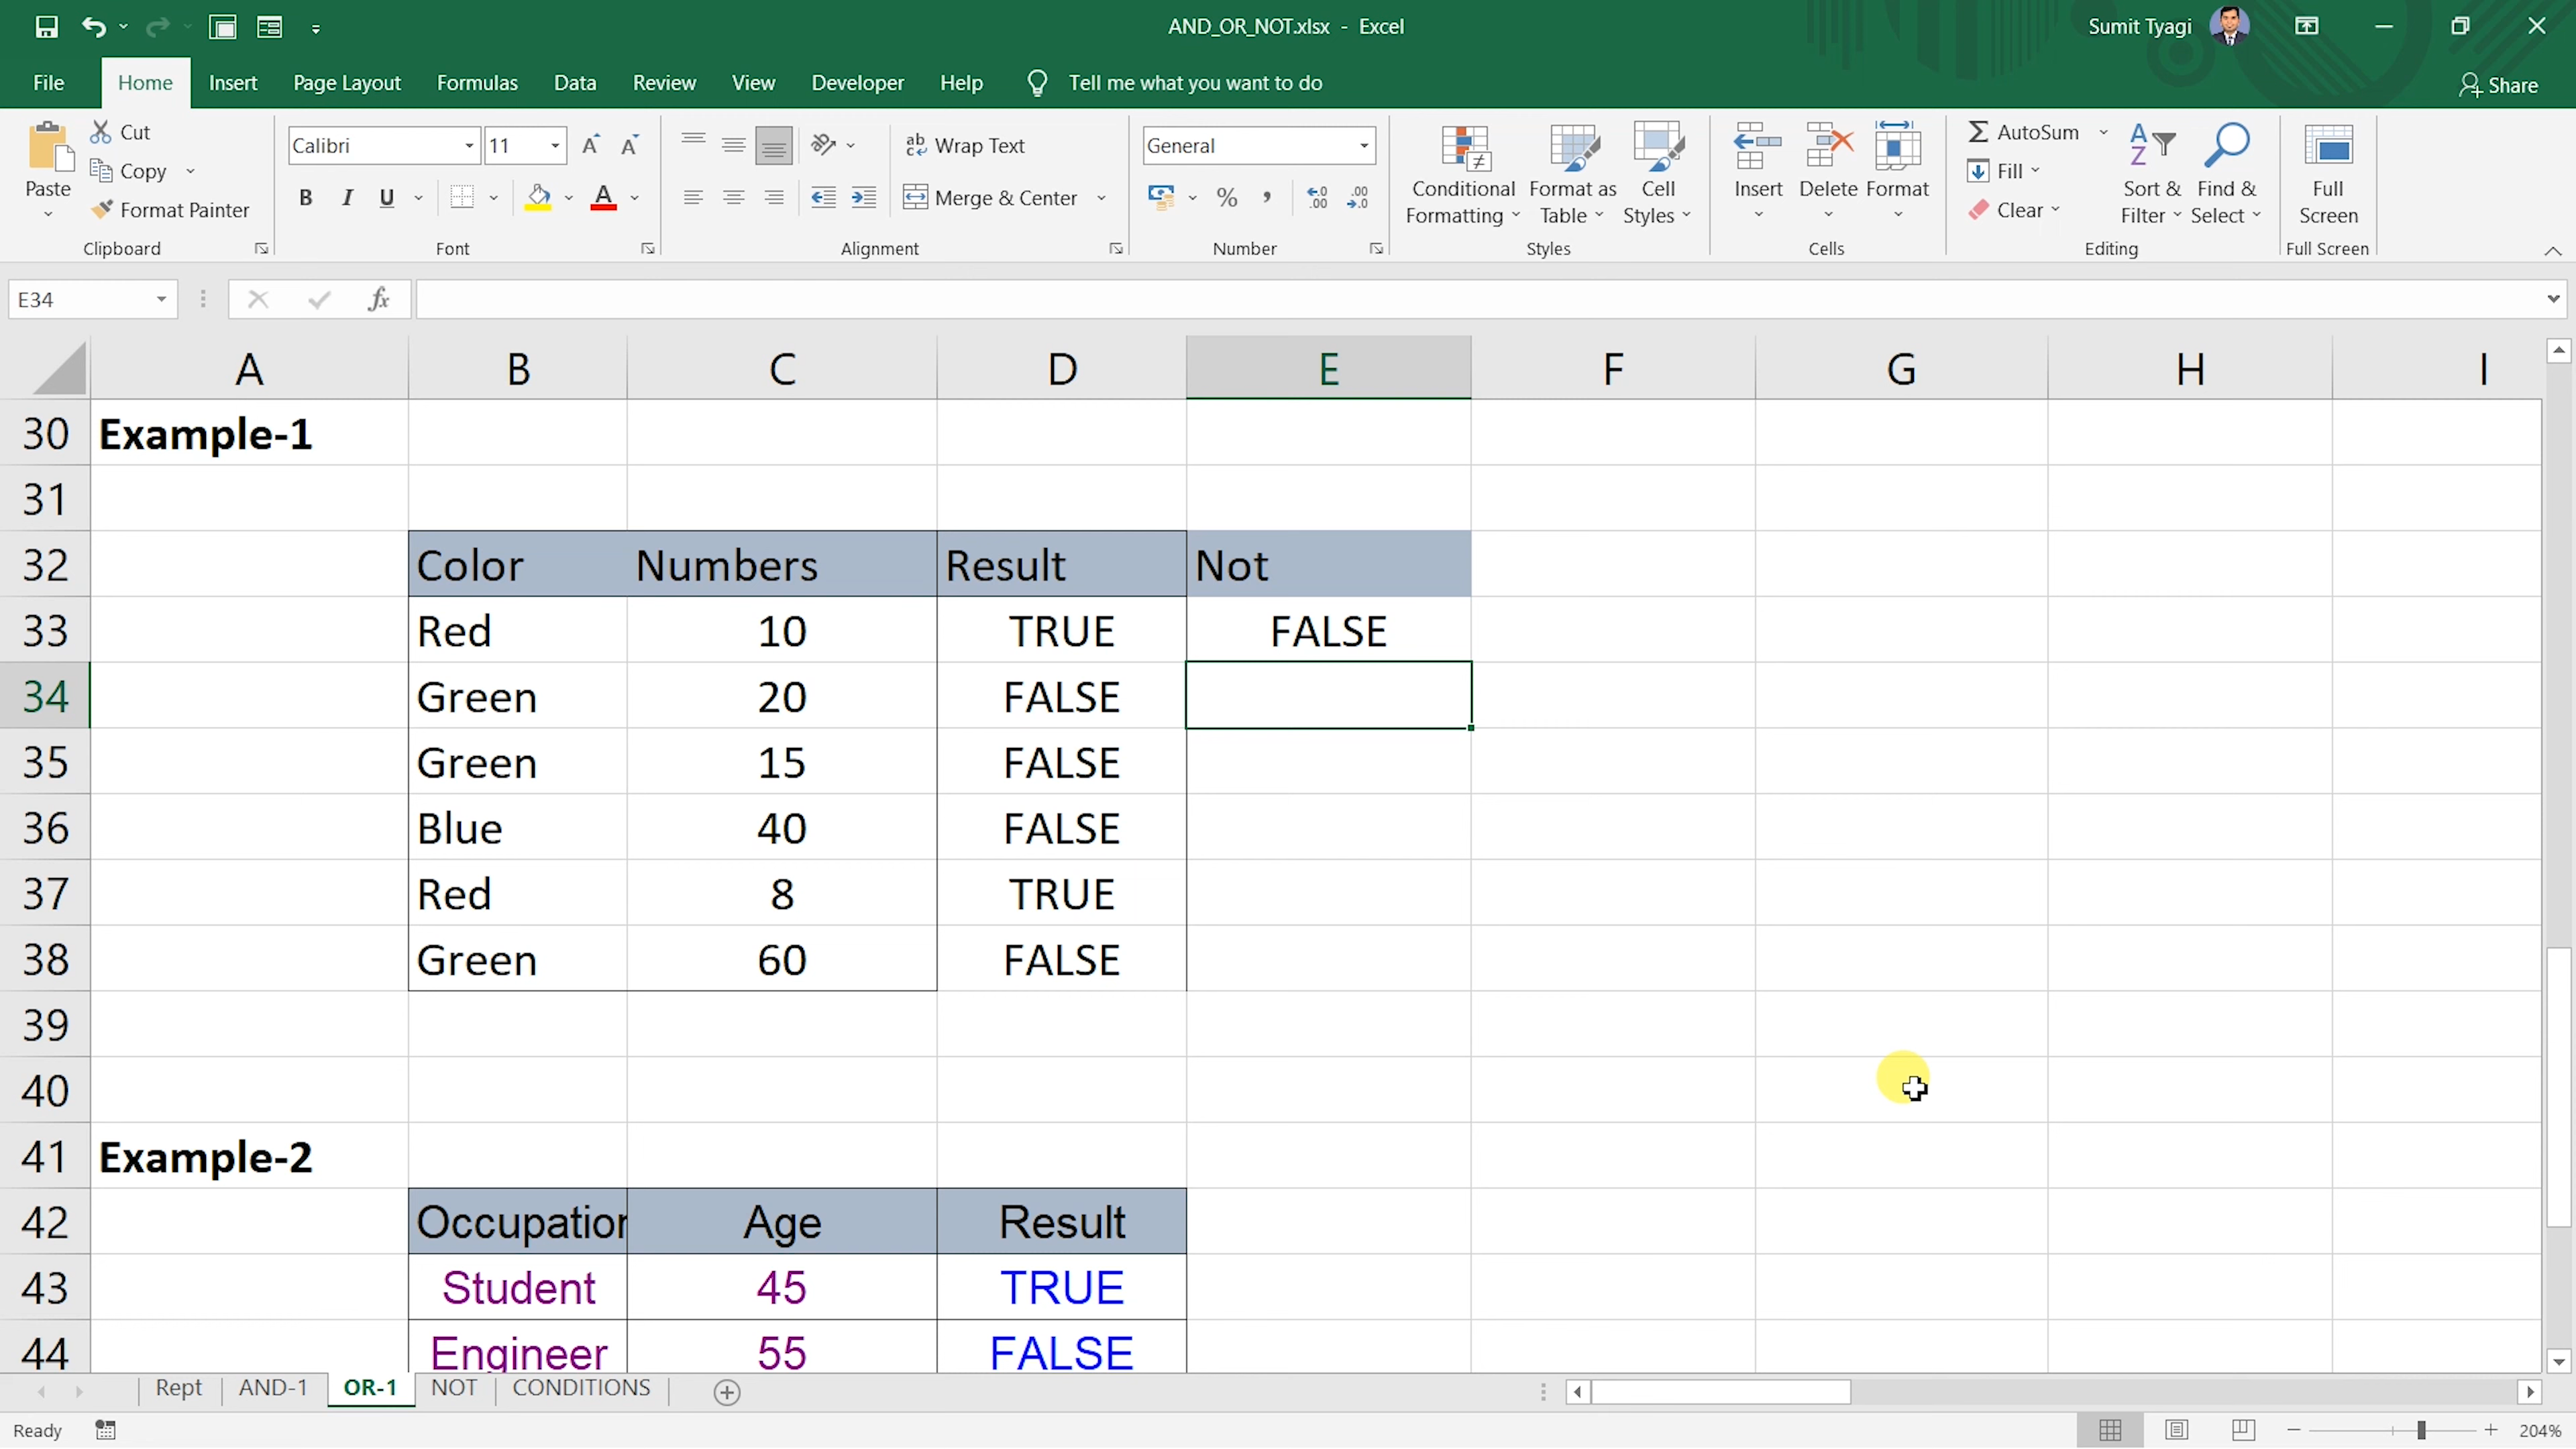 AND_OR_NOT.xlsx - Excel
Sumit Tyagi
File Home Insert Page Layout Formulas Data Review View Developer Help Tell me what you want to do
Share
Paste
Cut
Copy
Format Painter
Clipboard
Calibri 11
B I U
Font
Wrap Text
Merge & Center
Alignment
General
Number
Conditional Formatting
Format as Table
Cell Styles
Styles
Insert Delete Format
Cells
AutoSum
Fill
Clear
Sort & Filter
Find & Select
Editing
Full Screen
Full Screen
E34
fx
A B C D E F G H I
30 Example-1
31
32 Color Numbers Result Not
33 Red 10 TRUE FALSE
34 Green 20 FALSE
35 Green 15 FALSE
36 Blue 40 FALSE
37 Red 8 TRUE
38 Green 60 FALSE
39
40
41 Example-2
42 Occupation Age Result
43 Student 45 TRUE
44 Engineer 55 FALSE
Rept AND-1 OR-1 NOT CONDITIONS
Ready
204%